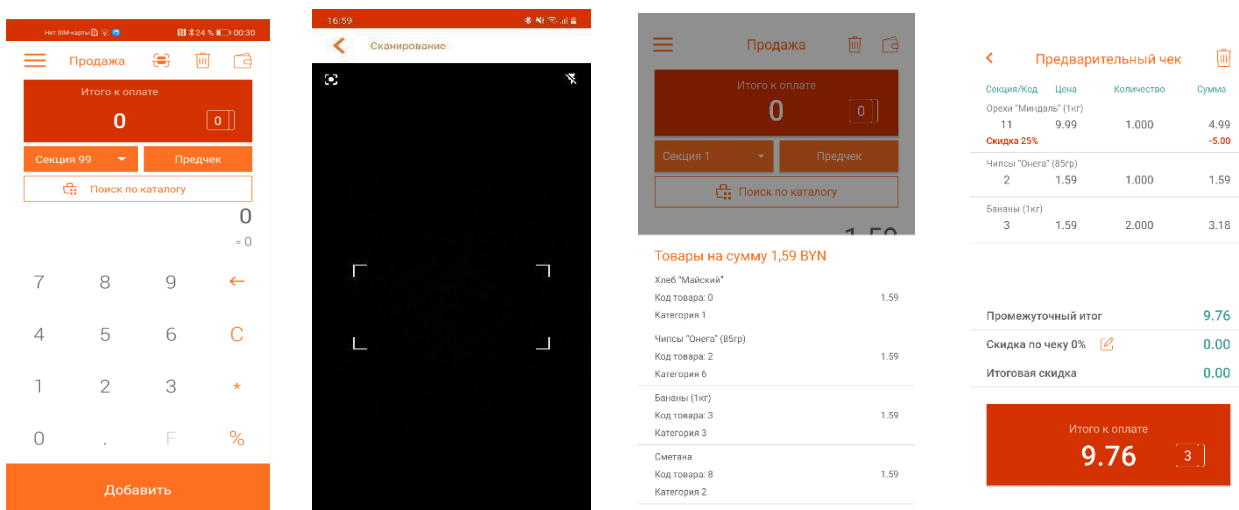 Нет SIM-карты 24 % 00:30
Продажа
Итого к оплате
0
0
Секция 99
Предчек
Поиск по каталогу
0
= 0
7 8 9 ←
4 5 6 C
1 2 3 *
0 . F %
Добавить
16:59
Сканирование
Продажа
Итого к оплате
0
0
Секция 1
Предчек
Поиск по каталогу
1.59
Товары на сумму 1,59 BYN
Хлеб "Майский"
Код товара: 0 1.59
Категория 1
Чипсы "Онега" (85гр)
Код товара: 2 1.59
Категория 6
Бананы (1кг)
Код товара: 3 1.59
Категория 3
Сметана
Код товара: 8 1.59
Категория 2
Предварительный чек
Секция/Код Цена Количество Сумма
Орехи "Миндаль" (1кг)
11 9.99 1.000 4.99
Скидка 25% -5.00
Чипсы "Онега" (85гр)
2 1.59 1.000 1.59
Бананы (1кг)
3 1.59 2.000 3.18
Промежуточный итог 9.76
Скидка по чеку 0% 0.00
Итоговая скидка 0.00
Итого к оплате
9.76
3